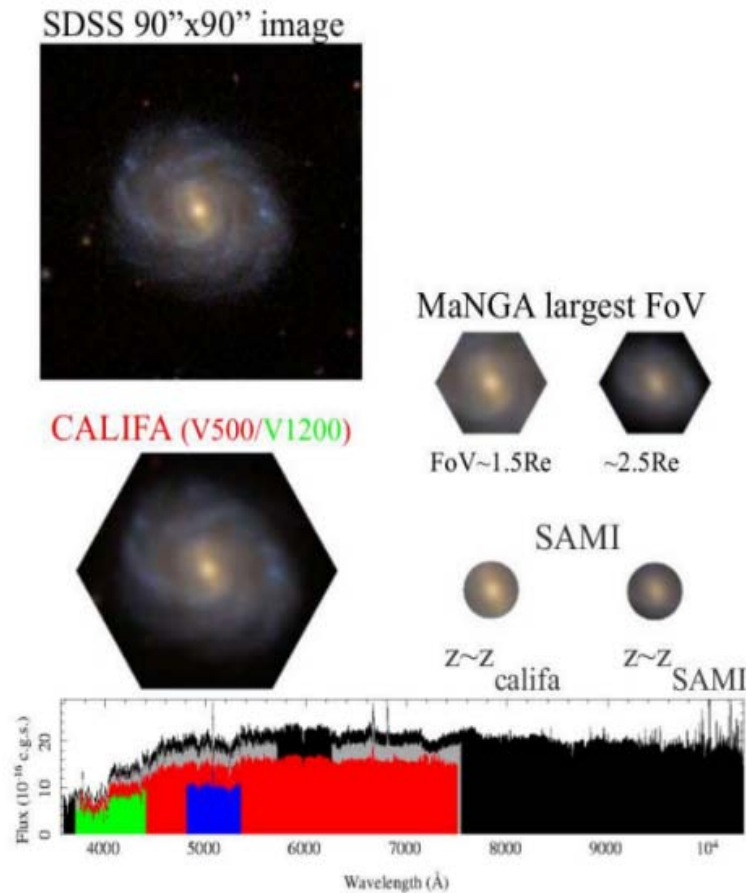 SDSS 90”x90” image
MaNGA largest FoV
FoV~1.5Re ~2.5Re
CALIFA (V500/V1200)
SAMI
z~z califa z~z SAMI
Flux (10⁻¹⁶ c.g.s.)
20
10
0
4000 5000 6000 7000 8000 9000 10⁴
Wavelength (Å)